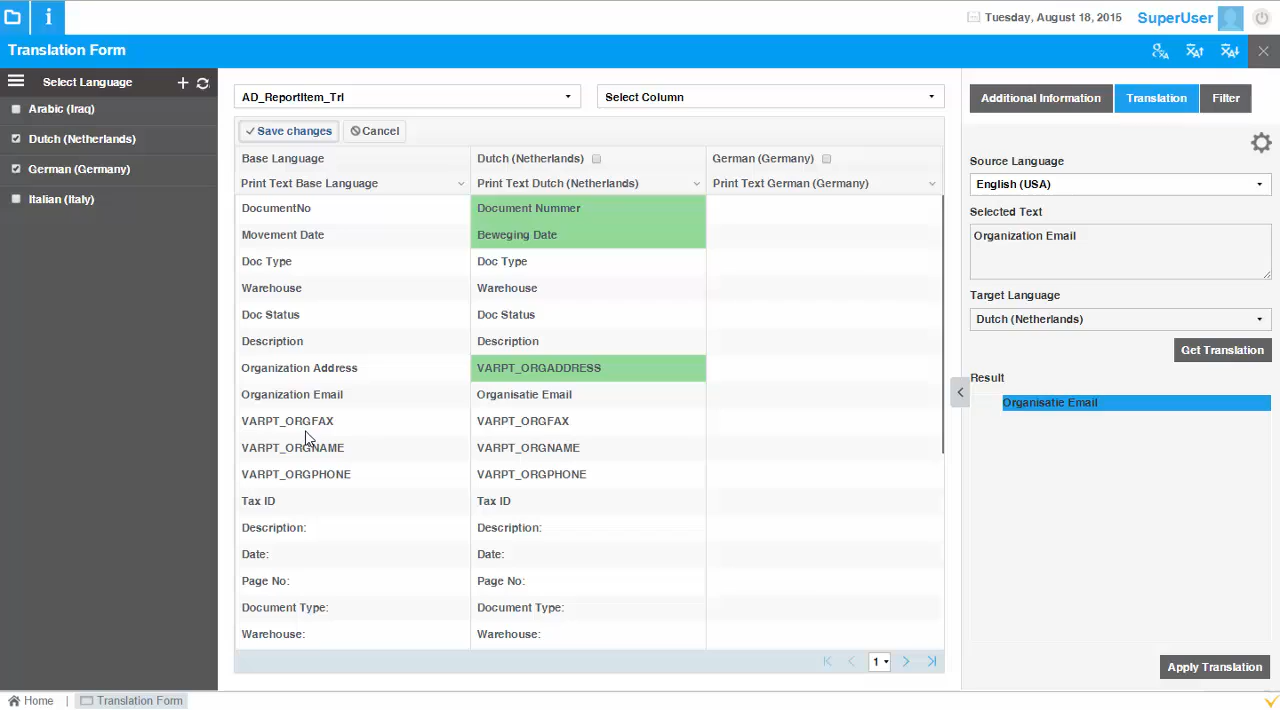 i
Tuesday, August 18, 2015 SuperUser
Translation Form
Select Language
Arabic (Iraq)
Dutch (Netherlands)
German (Germany)
Italian (Italy)
AD_ReportItem_Trl
Select Column
Save changes
Cancel
Base Language Dutch (Netherlands) German (Germany)
Print Text Base Language Print Text Dutch (Netherlands) Print Text German (Germany)
DocumentNo Document Nummer
Movement Date Beweging Date
Doc Type Doc Type
Warehouse Warehouse
Doc Status Doc Status
Description Description
Organization Address VARPT_ORGADDRESS
Organization Email Organisatie Email
VARPT_ORGFAX VARPT_ORGFAX
VARPT_ORGNAME VARPT_ORGNAME
VARPT_ORGPHONE VARPT_ORGPHONE
Tax ID Tax ID
Description: Description:
Date: Date:
Page No: Page No:
Document Type: Document Type:
Warehouse: Warehouse:
1
Additional Information Translation Filter
Source Language
English (USA)
Selected Text
Organization Email
Target Language
Dutch (Netherlands)
Get Translation
Result
Organisatie Email
Apply Translation
Home | Translation Form